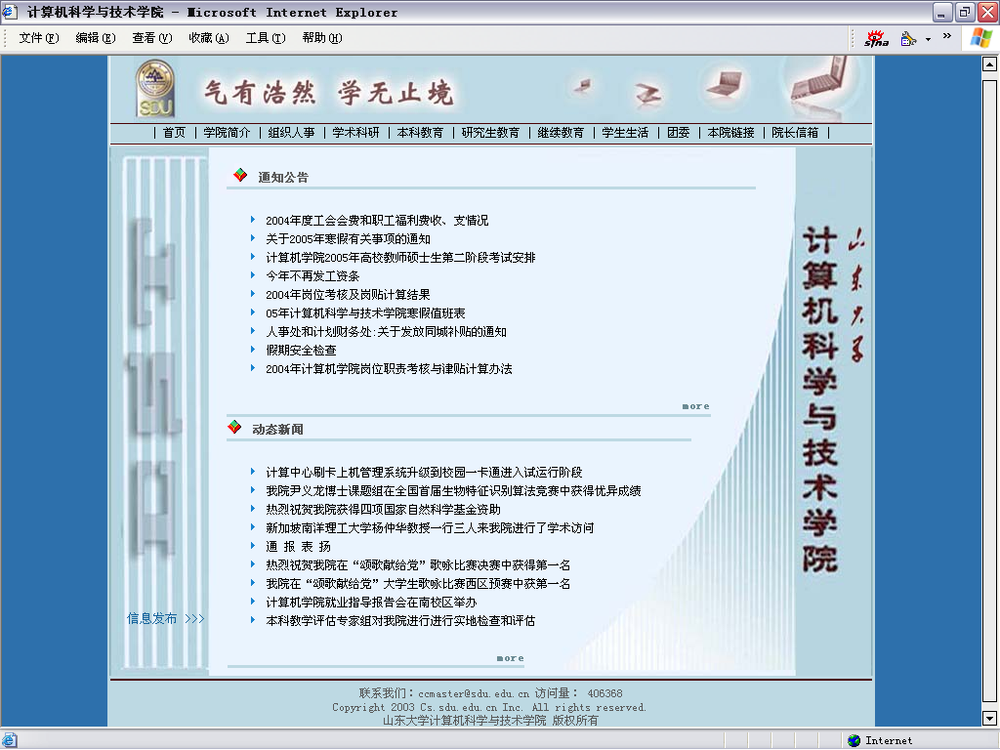 计算机科学与技术学院 - Microsoft Internet Explorer
文件(F) 编辑(E) 查看(V) 收藏(A) 工具(T) 帮助(H)
sina
»
SDU
气有浩然 学无止境
| 首页 | 学院简介 | 组织人事 | 学术科研 | 本科教育 | 研究生教育 | 继续教育 | 学生生活 | 团委 | 本院链接 | 院长信箱 |
通知公告
2004年度工会会费和职工福利费收、支情况
关于2005年寒假有关事项的通知
计算机学院2005年高校教师硕士生第二阶段考试安排
今年不再发工资条
2004年岗位考核及岗贴计算结果
05年计算机科学与技术学院寒假值班表
人事处和计划财务处:关于发放同城补贴的通知
假期安全检查
2004年计算机学院岗位职责考核与津贴计算办法
more
动态新闻
计算中心刷卡上机管理系统升级到校园一卡通进入试运行阶段
我院尹义龙博士课题组在全国首届生物特征识别算法竞赛中获得优异成绩
热烈祝贺我院获得四项国家自然科学基金资助
新加坡南洋理工大学杨仲华教授一行三人来我院进行了学术访问
通 报 表 扬
热烈祝贺我院在“颂歌献给党”歌咏比赛决赛中获得第一名
我院在“颂歌献给党”大学生歌咏比赛西区预赛中获第一名
计算机学院就业指导报告会在南校区举办
本科教学评估专家组对我院进行进行实地检查和评估
more
信息发布 >>>
山东大学
计算机科学与技术学院
联系我们：ccmaster@sdu.edu.cn 访问量： 406368
Copyright 2003 Cs.sdu.edu.cn Inc. All rights reserved.
山东大学计算机科学与技术学院 版权所有
Internet